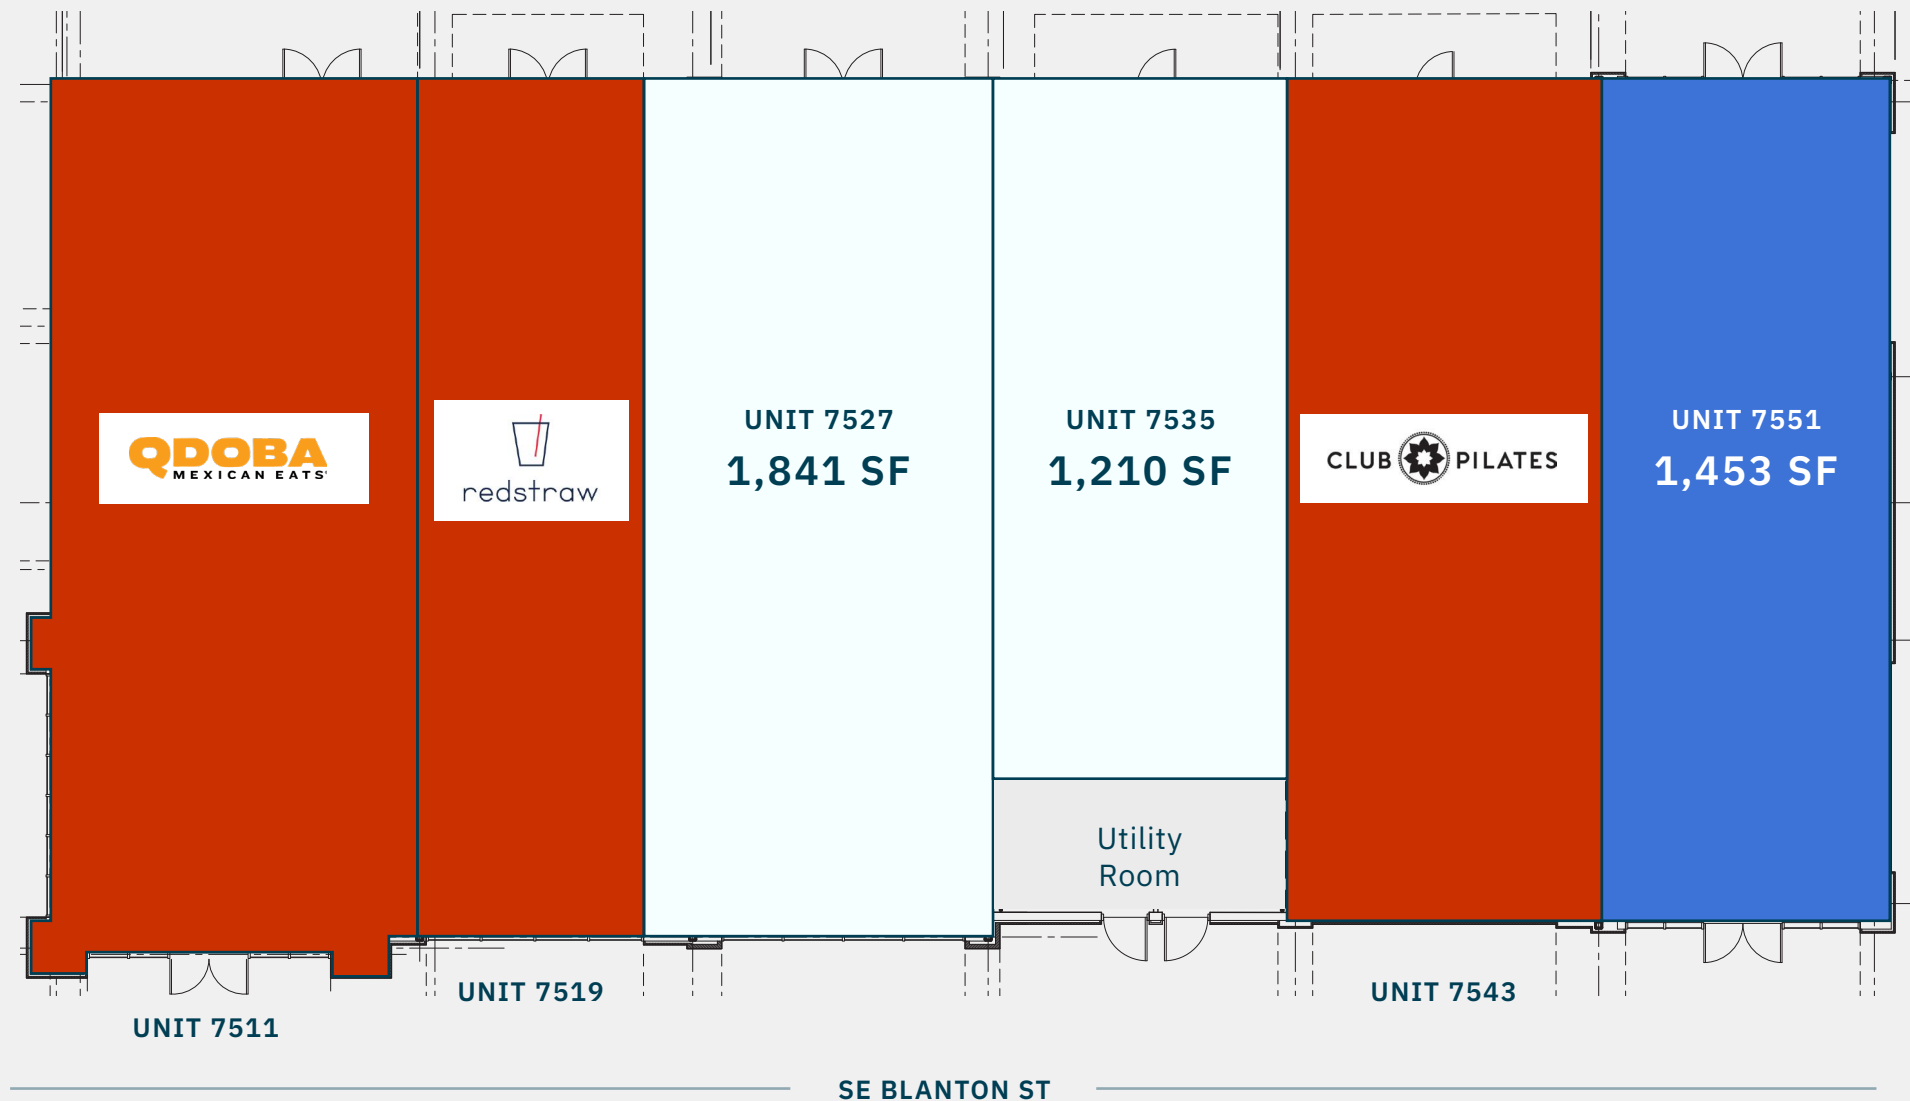 QDOBA
MEXICAN EATS
redstraw
UNIT 7527
1,841 SF
UNIT 7535
1,210 SF
CLUB PILATES
UNIT 7551
1,453 SF
Utility
Room
UNIT 7511
UNIT 7519
UNIT 7543
SE BLANTON ST